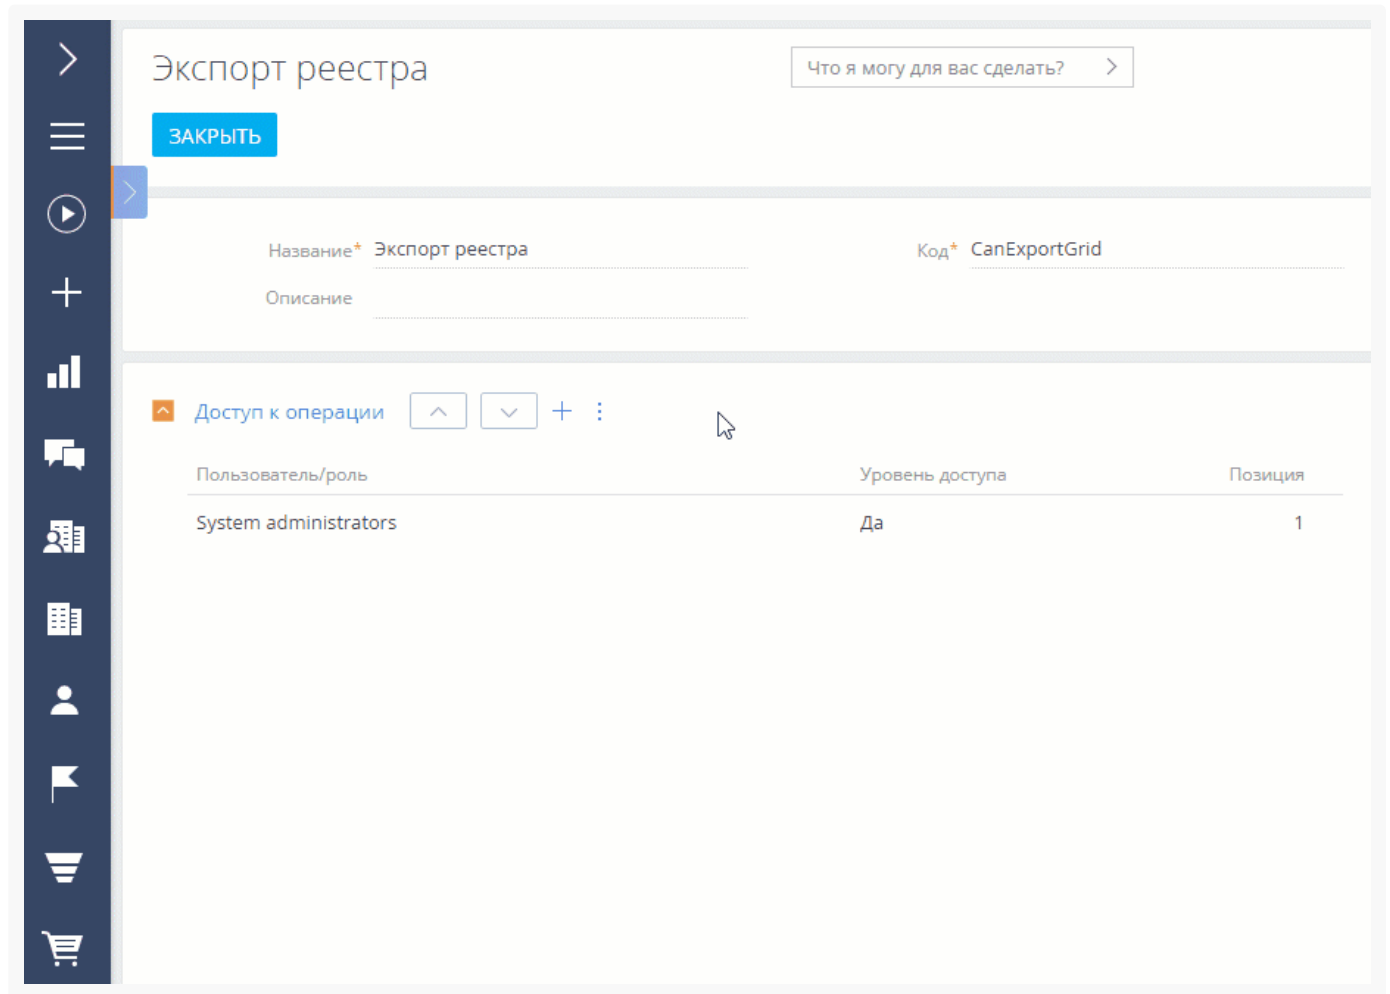 Экспорт реестра
Что я могу для вас сделать?
ЗАКРЫТЬ
Название* Экспорт реестра
Код* CanExportGrid
Описание
Доступ к операции
Пользователь/роль Уровень доступа Позиция
System administrators Да 1